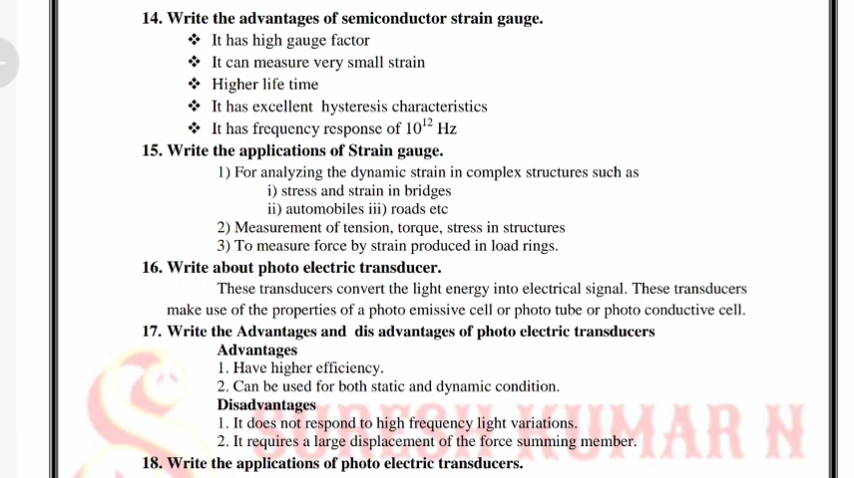 14. Write the advantages of semiconductor strain gauge.
❖ It has high gauge factor
❖ It can measure very small strain
❖ Higher life time
❖ It has excellent hysteresis characteristics
❖ It has frequency response of 10¹² Hz
15. Write the applications of Strain gauge.
1) For analyzing the dynamic strain in complex structures such as
i) stress and strain in bridges
ii) automobiles iii) roads etc
2) Measurement of tension, torque, stress in structures
3) To measure force by strain produced in load rings.
16. Write about photo electric transducer.
These transducers convert the light energy into electrical signal. These transducers
make use of the properties of a photo emissive cell or photo tube or photo conductive cell.
17. Write the Advantages and dis advantages of photo electric transducers
Advantages
1. Have higher efficiency.
2. Can be used for both static and dynamic condition.
Disadvantages
1. It does not respond to high frequency light variations.
2. It requires a large displacement of the force summing member.
SURESH KUMAR N
18. Write the applications of photo electric transducers.